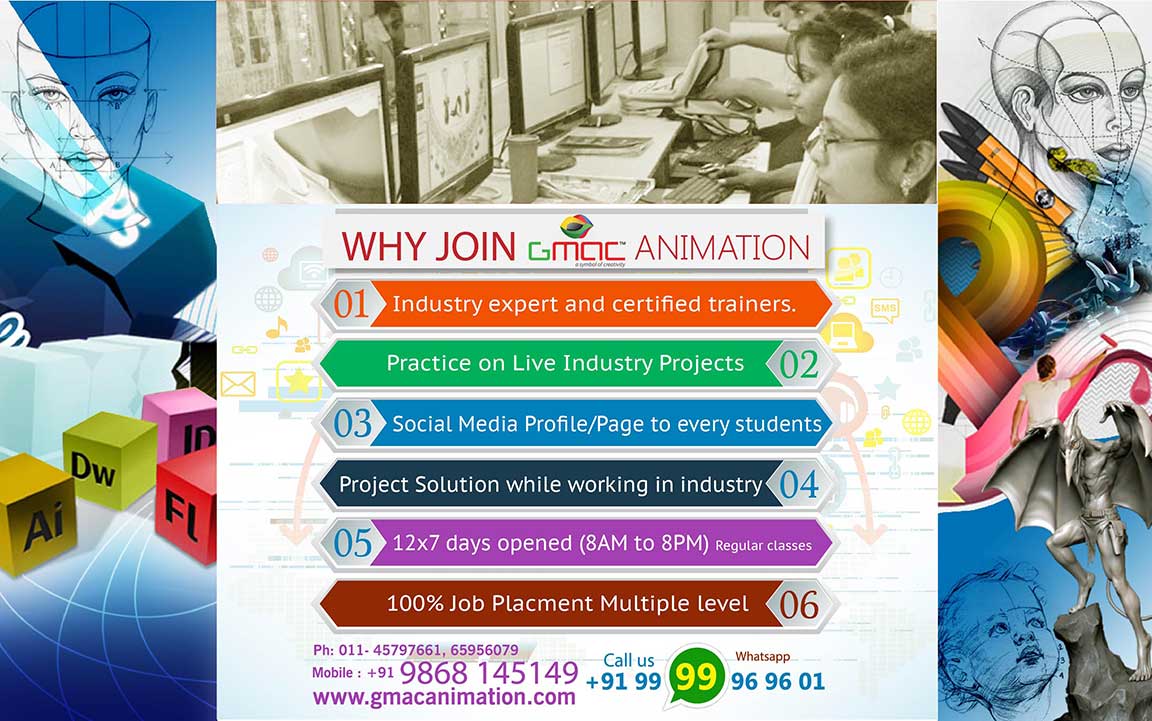 A
B
A
B
Ps
WHY JOIN GMAC™ ANIMATION
a symbol of creativity
01 Industry expert and certified trainers.
Practice on Live Industry Projects 02
SMS
03 Social Media Profile/Page to every students
Project Solution while working in industry 04
05 12x7 days opened (8AM to 8PM) Regular classes
100% Job Placment Multiple level 06
Dw
ID
Ai
FL
Ph: 011- 45797661, 65956079
Mobile : +91 9868 145149
www.gmacanimation.com
Call us
Whatsapp
+91 99 99 96 96 01